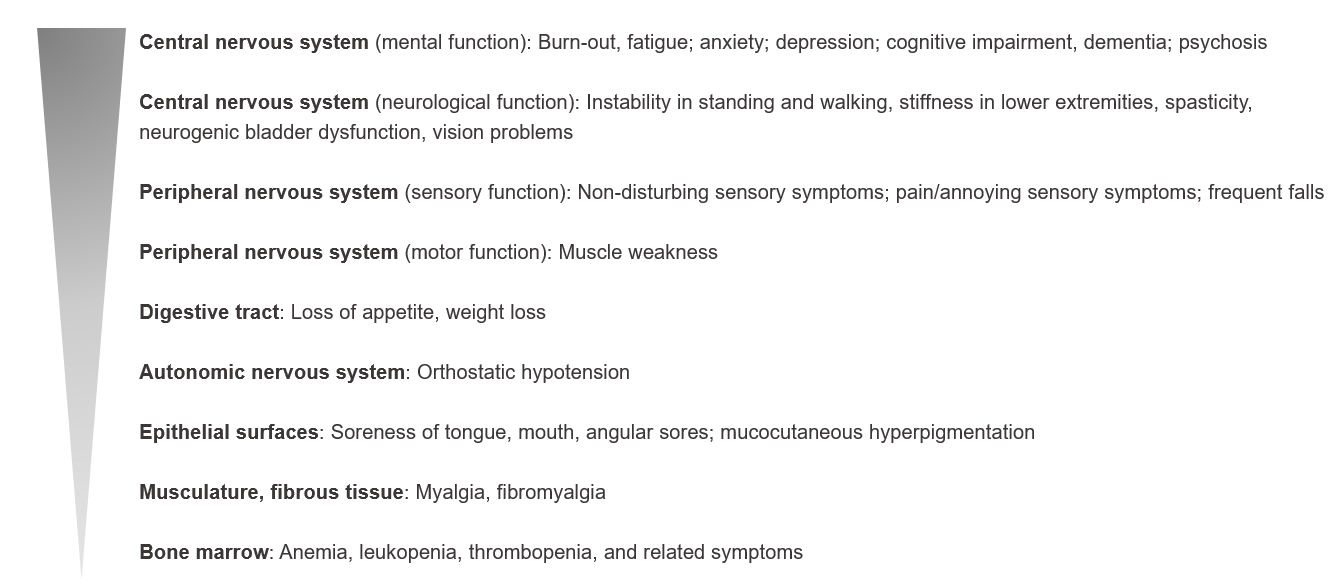 Central nervous system (mental function): Burn-out, fatigue; anxiety; depression; cognitive impairment, dementia; psychosis
Central nervous system (neurological function): Instability in standing and walking, stiffness in lower extremities, spasticity,
neurogenic bladder dysfunction, vision problems
Peripheral nervous system (sensory function): Non-disturbing sensory symptoms; pain/annoying sensory symptoms; frequent falls
Peripheral nervous system (motor function): Muscle weakness
Digestive tract: Loss of appetite, weight loss
Autonomic nervous system: Orthostatic hypotension
Epithelial surfaces: Soreness of tongue, mouth, angular sores; mucocutaneous hyperpigmentation
Musculature, fibrous tissue: Myalgia, fibromyalgia
Bone marrow: Anemia, leukopenia, thrombopenia, and related symptoms